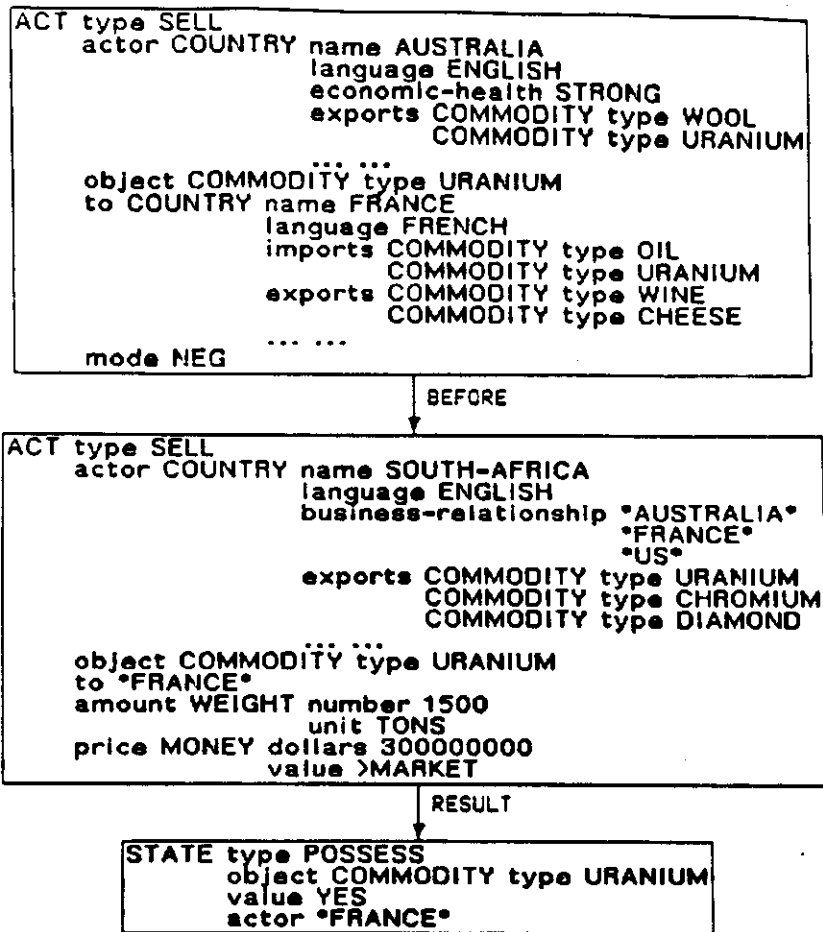 ACT type SELL
actor COUNTRY name AUSTRALIA
language ENGLISH
economic-health STRONG
exports COMMODITY type WOOL
COMMODITY type URANIUM
... ...
object COMMODITY type URANIUM
to COUNTRY name FRANCE
language FRENCH
imports COMMODITY type OIL
COMMODITY type URANIUM
exports COMMODITY type WINE
COMMODITY type CHEESE
... ...
mode NEG
BEFORE
ACT type SELL
actor COUNTRY name SOUTH-AFRICA
language ENGLISH
business-relationship *AUSTRALIA*
*FRANCE*
*US*
exports COMMODITY type URANIUM
COMMODITY type CHROMIUM
COMMODITY type DIAMOND
... ...
object COMMODITY type URANIUM
to *FRANCE*
amount WEIGHT number 1500
unit TONS
price MONEY dollars 300000000
value >MARKET
RESULT
STATE type POSSESS
object COMMODITY type URANIUM
value YES
actor *FRANCE*